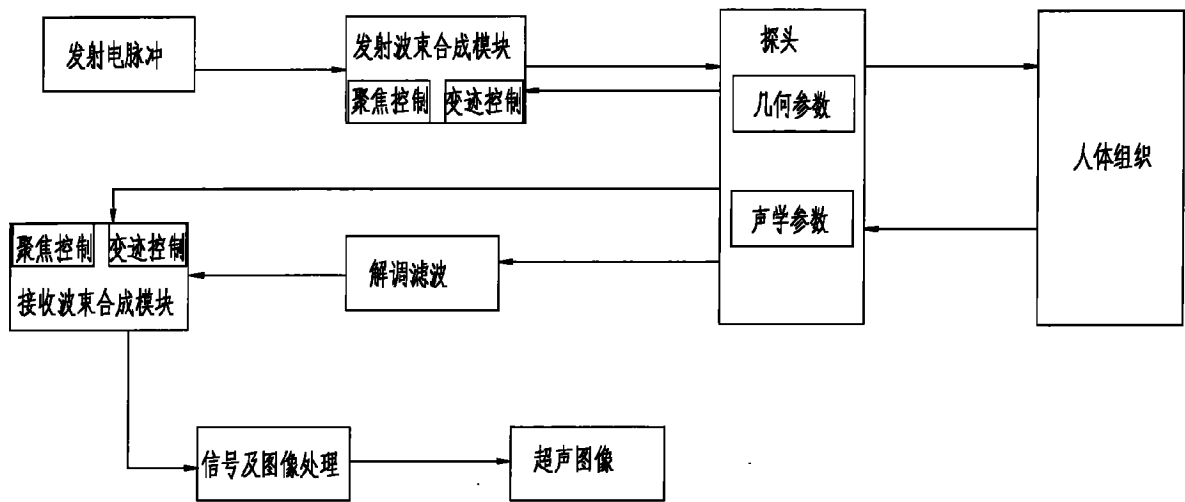 发射电脉冲
发射波束合成模块
聚焦控制
变迹控制
探头
几何参数
声学参数
人体组织
聚焦控制
变迹控制
接收波束合成模块
解调滤波
信号及图像处理
超声图像